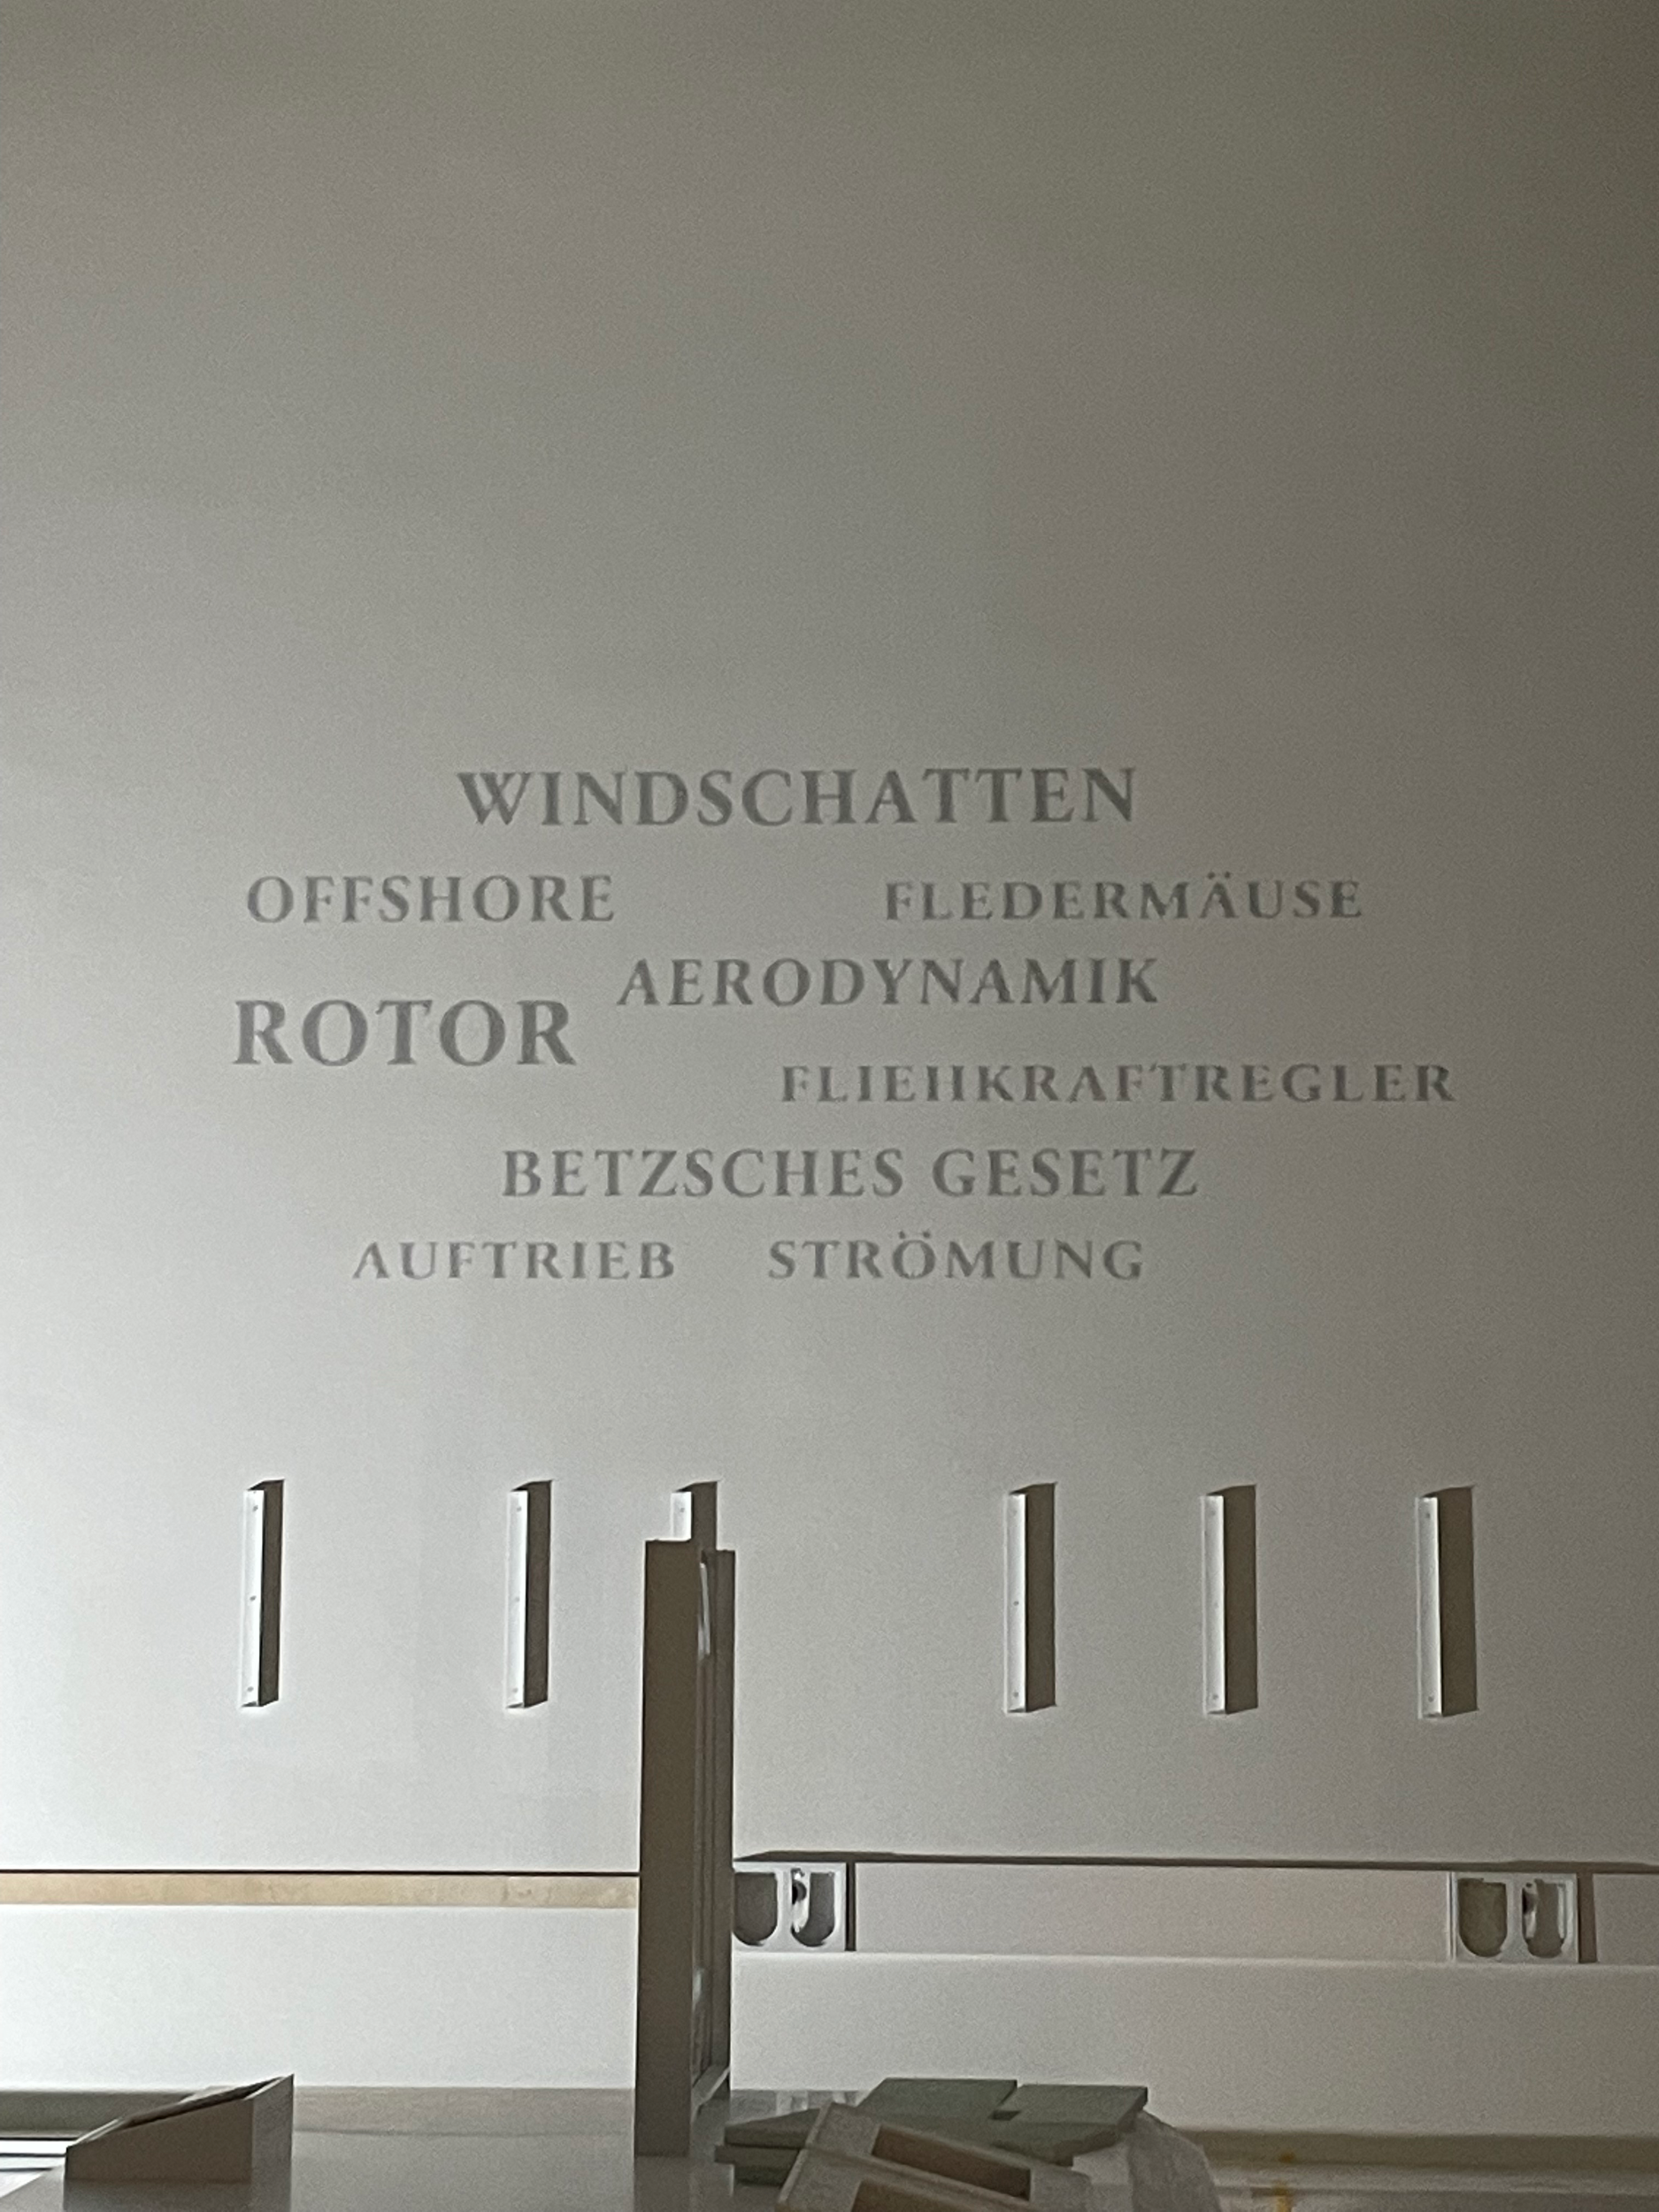 WINDSCHATTEN
OFFSHORE FLEDERMÄUSE
AERODYNAMIK
ROTOR
FLIEHKRAFTREGLER
BETZSCHES GESETZ
AUFTRIEB STRÖMUNG